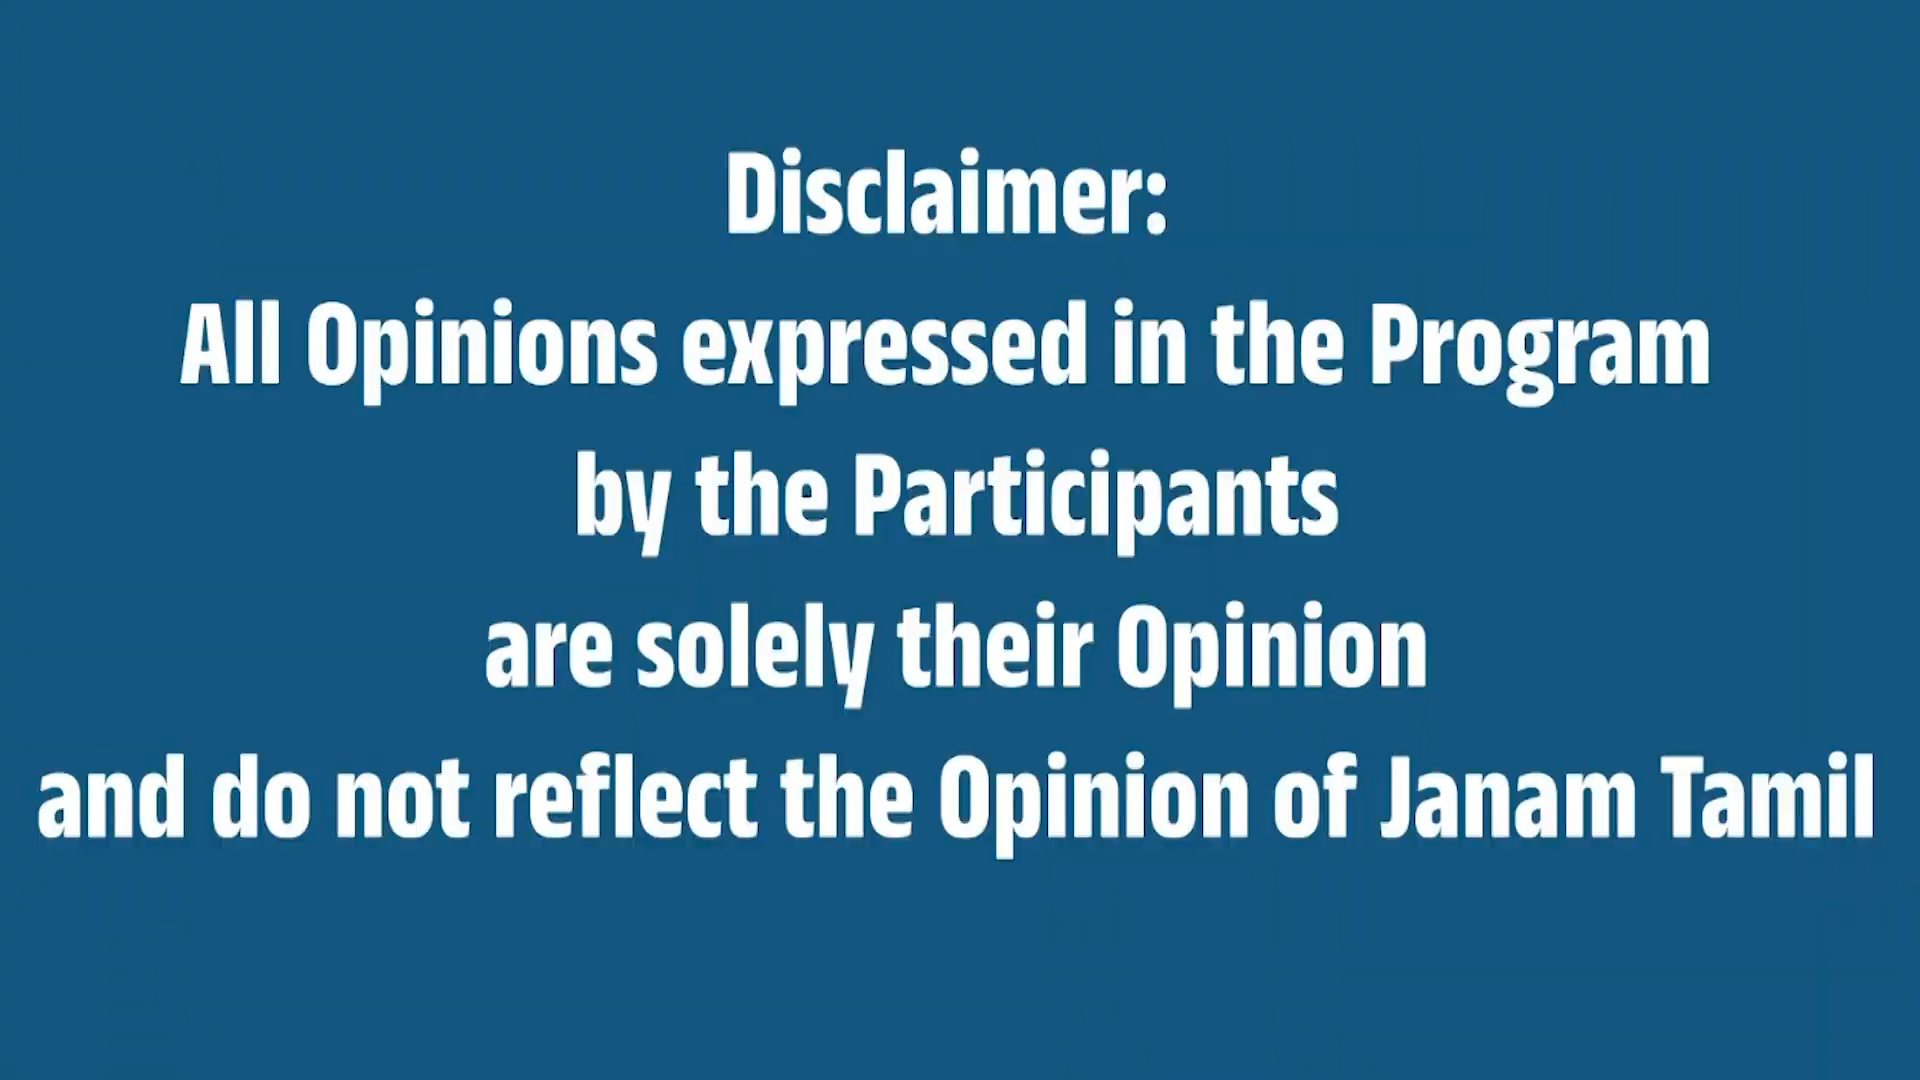 Disclaimer:
All Opinions expressed in the Program
by the Participants
are solely their Opinion
and do not reflect the Opinion of Janam Tamil